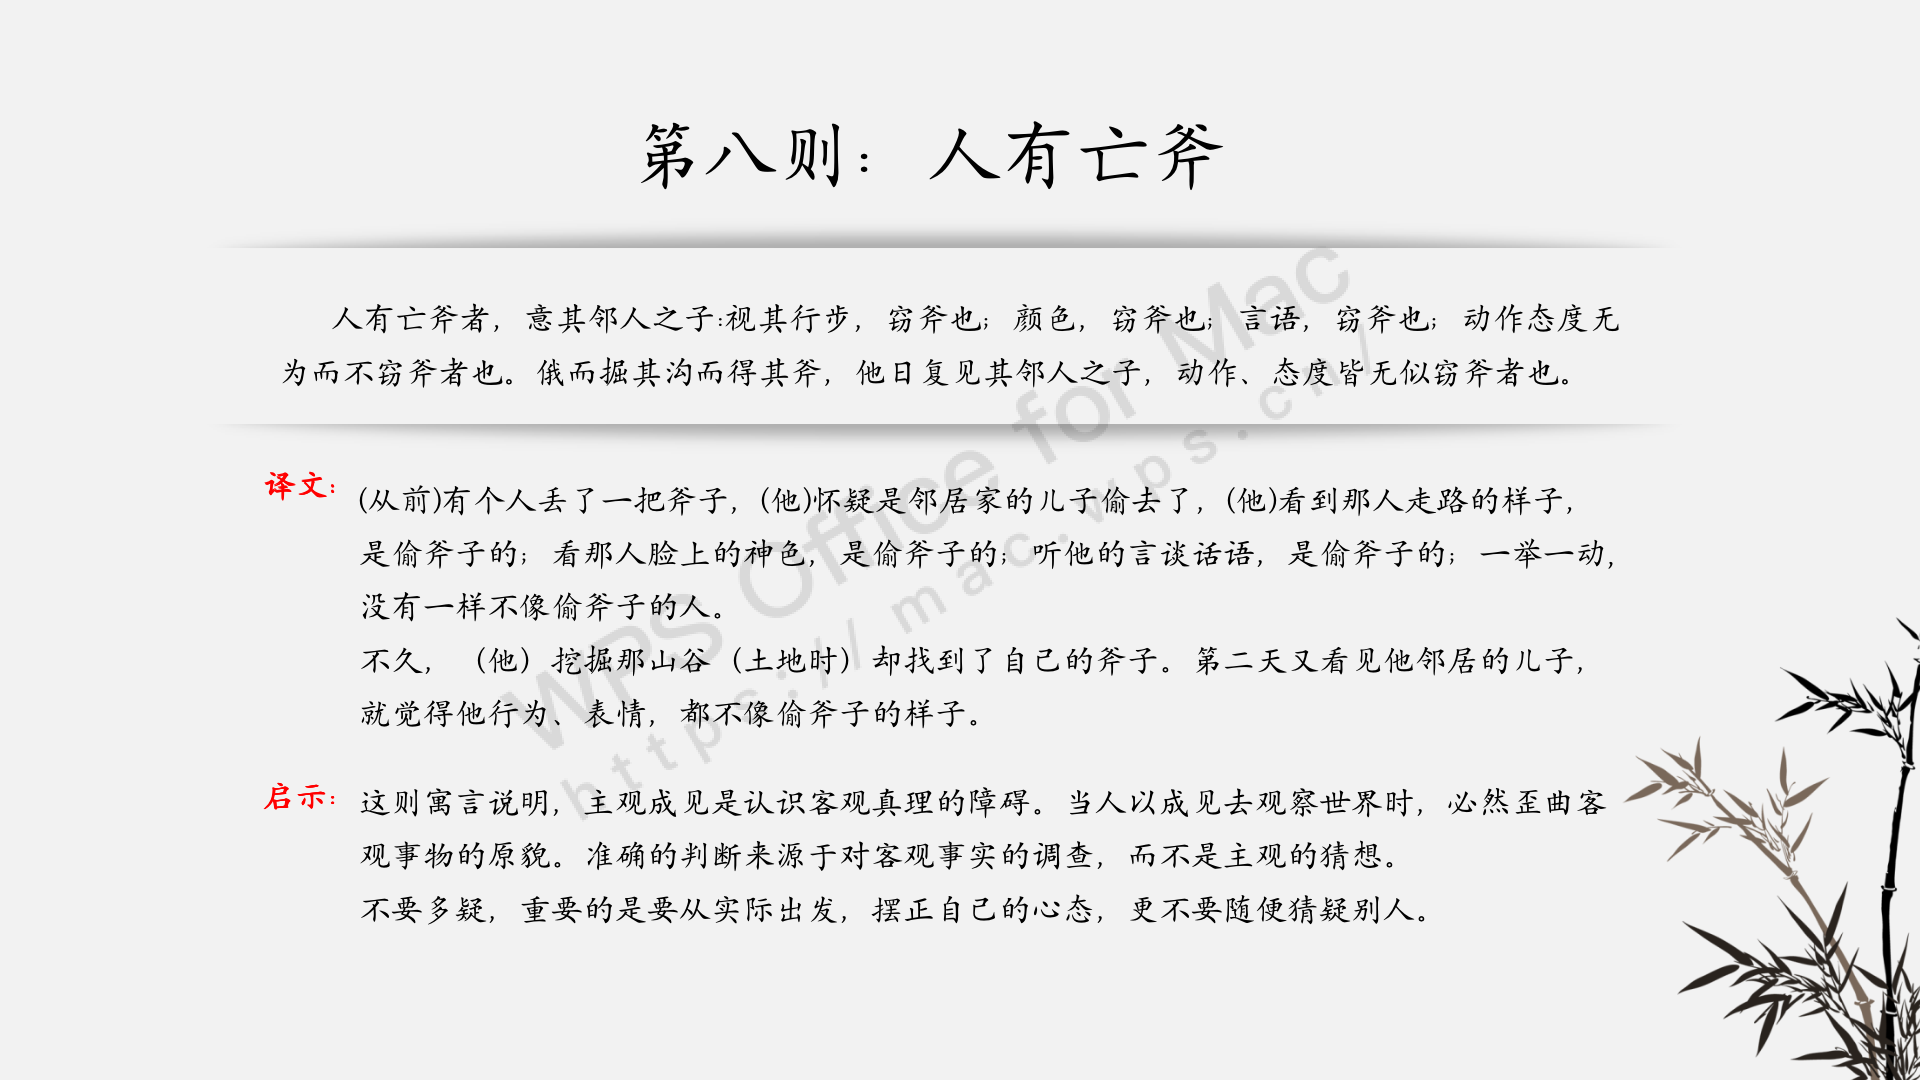 第八则：人有亡斧
人有亡斧者，意其邻人之子:视其行步，窃斧也；颜色，窃斧也；言语，窃斧也；动作态度无
为而不窃斧者也。俄而掘其沟而得其斧，他日复见其邻人之子，动作、态度皆无似窃斧者也。
译文：
(从前)有个人丢了一把斧子，(他)怀疑是邻居家的儿子偷去了，(他)看到那人走路的样子，
是偷斧子的；看那人脸上的神色，是偷斧子的；听他的言谈话语，是偷斧子的；一举一动，
没有一样不像偷斧子的人。
不久，（他）挖掘那山谷（土地时）却找到了自己的斧子。第二天又看见他邻居的儿子，
就觉得他行为、表情，都不像偷斧子的样子。
启示：
这则寓言说明，主观成见是认识客观真理的障碍。当人以成见去观察世界时，必然歪曲客
观事物的原貌。准确的判断来源于对客观事实的调查，而不是主观的猜想。
不要多疑，重要的是要从实际出发，摆正自己的心态，更不要随便猜疑别人。
WPS Office for Mac
https://mac.wps.cn/